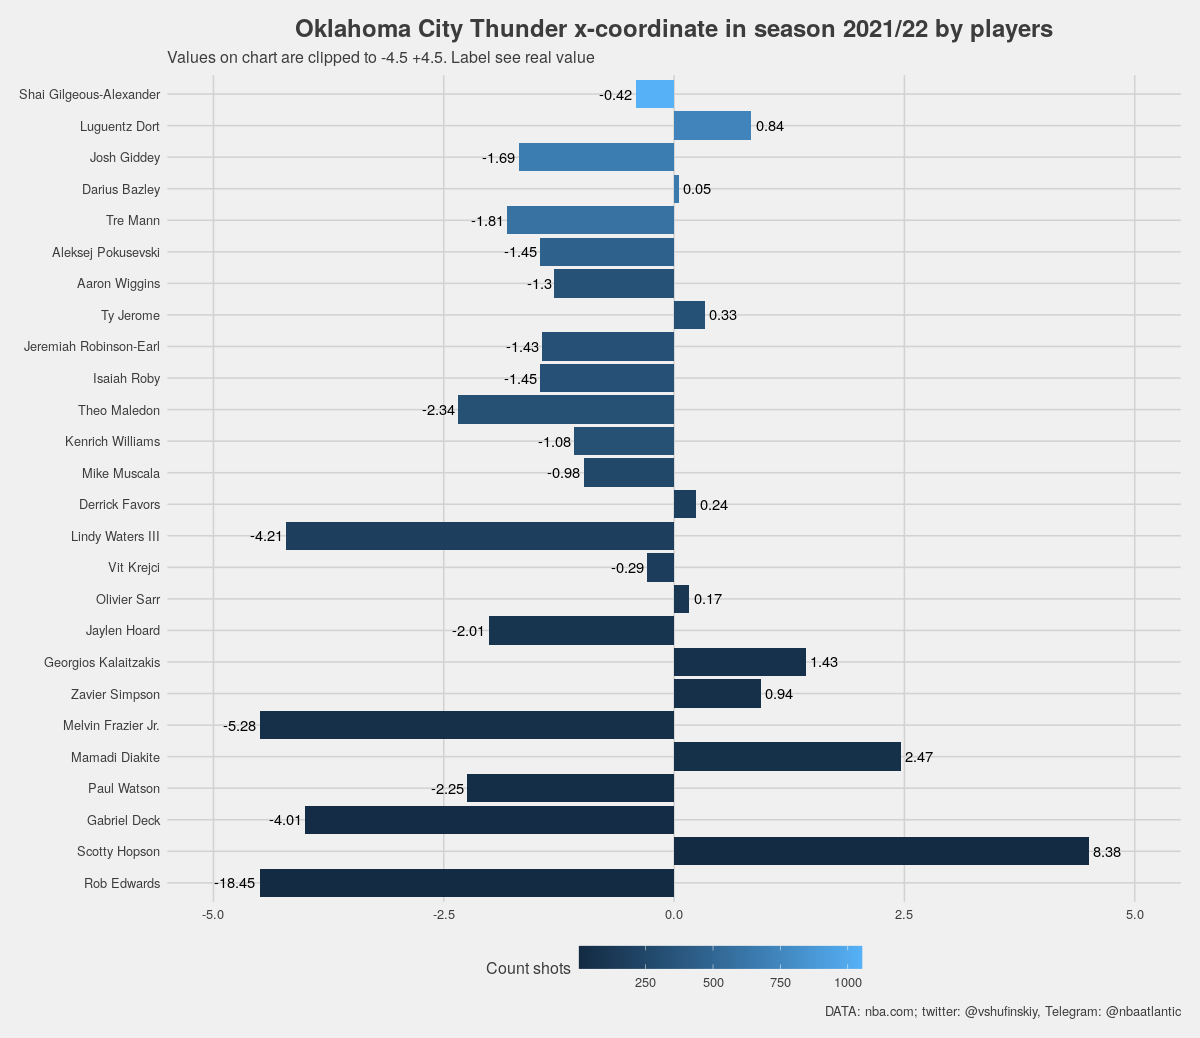 Oklahoma City Thunder x-coordinate in season 2021/22 by players
Values on chart are clipped to -4.5 +4.5. Label see real value
Shai Gilgeous-Alexander -0.42
Luguentz Dort 0.84
Josh Giddey -1.69
Darius Bazley 0.05
Tre Mann -1.81
Aleksej Pokusevski -1.45
Aaron Wiggins -1.3
Ty Jerome 0.33
Jeremiah Robinson-Earl -1.43
Isaiah Roby -1.45
Theo Maledon -2.34
Kenrich Williams -1.08
Mike Muscala -0.98
Derrick Favors 0.24
Lindy Waters III -4.21
Vit Krejci -0.29
Olivier Sarr 0.17
Jaylen Hoard -2.01
Georgios Kalaitzakis 1.43
Zavier Simpson 0.94
Melvin Frazier Jr. -5.28
Mamadi Diakite 2.47
Paul Watson -2.25
Gabriel Deck -4.01
Scotty Hopson 8.38
Rob Edwards -18.45
-5.0 -2.5 0.0 2.5 5.0
Count shots
250 500 750 1000
DATA: nba.com; twitter: @vshufinskiy, Telegram: @nbaatlantic